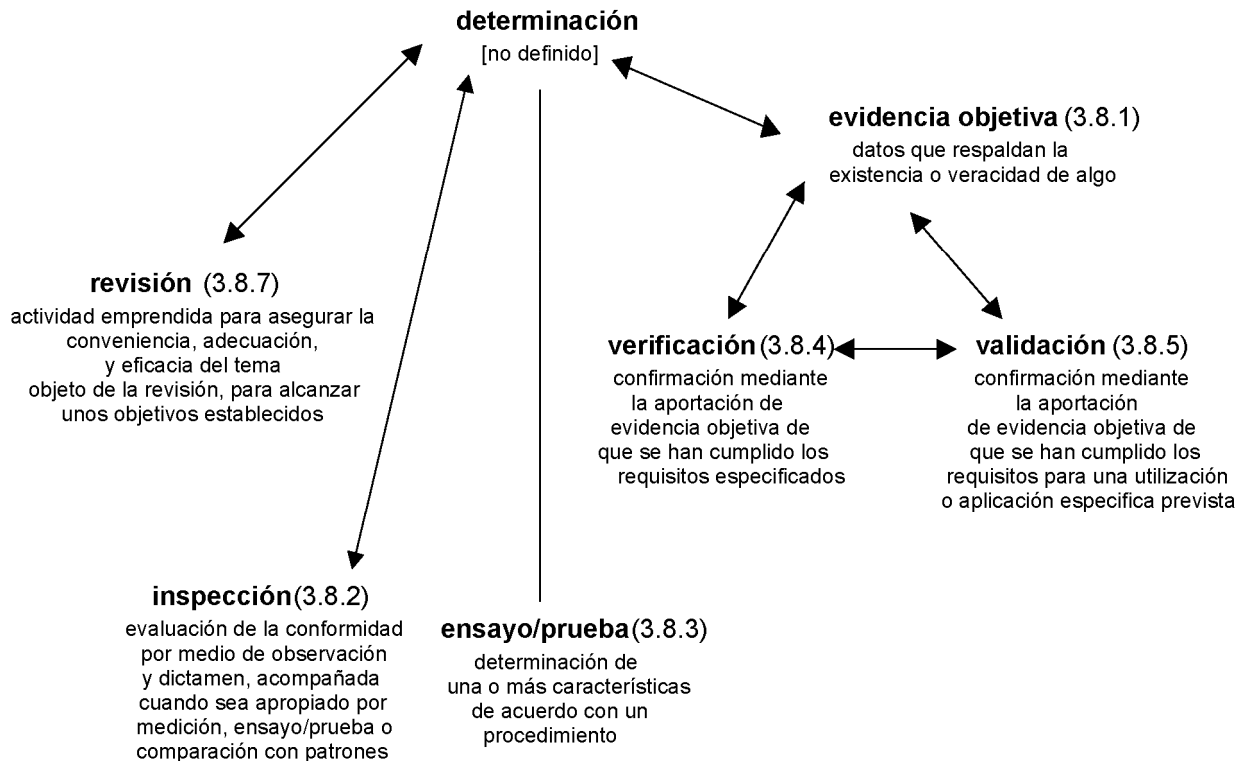 determinación
[no definido]
evidencia objetiva (3.8.1)
datos que respaldan la
existencia o veracidad de algo
revisión (3.8.7)
actividad emprendida para asegurar la
conveniencia, adecuación,
y eficacia del tema
objeto de la revisión, para alcanzar
unos objetivos establecidos
verificación (3.8.4)
confirmación mediante
la aportación de
evidencia objetiva de
que se han cumplido los
requisitos especificados
validación (3.8.5)
confirmación mediante
la aportación
de evidencia objetiva de
que se han cumplido los
requisitos para una utilización
o aplicación especifica prevista
inspección (3.8.2)
evaluación de la conformidad
por medio de observación
y dictamen, acompañada
cuando sea apropiado por
medición, ensayo/prueba o
comparación con patrones
ensayo/prueba (3.8.3)
determinación de
una o más características
de acuerdo con un
procedimiento